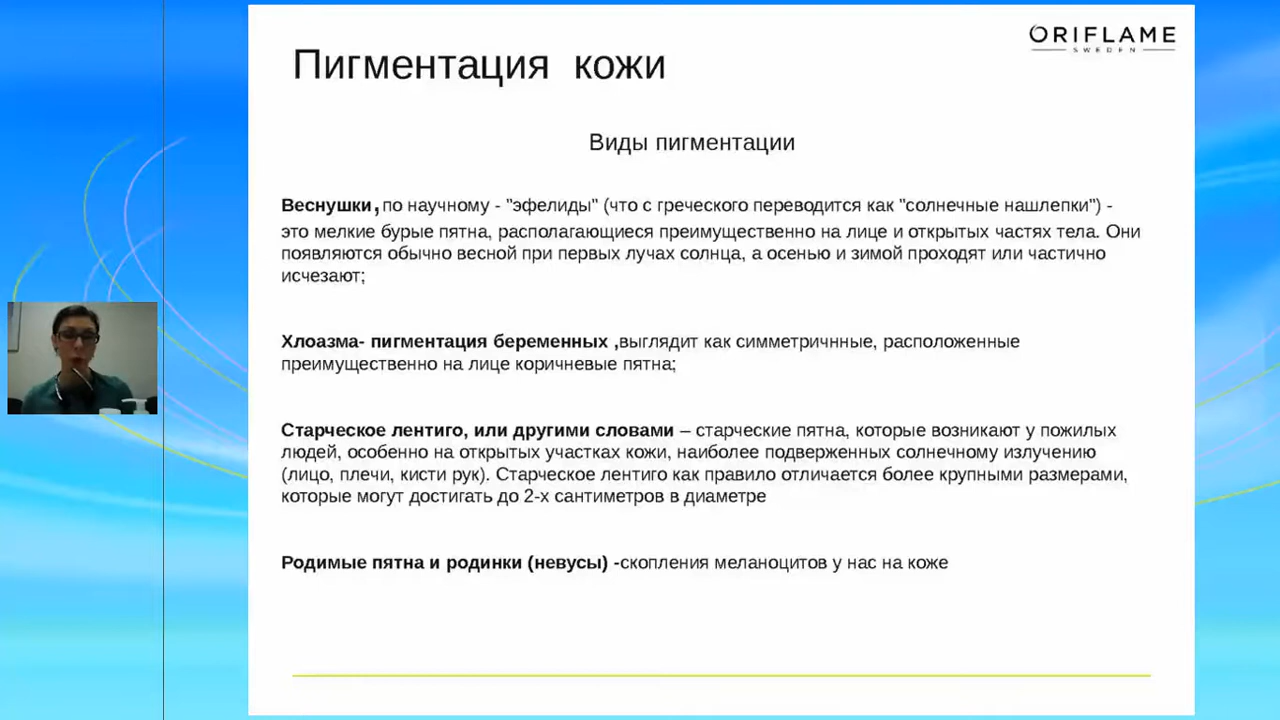 ORIFLAME
SWEDEN
Пигментация кожи
Виды пигментации
Веснушки, по научному - "эфелиды" (что с греческого переводится как "солнечные нашлепки") -
это мелкие бурые пятна, располагающиеся преимущественно на лице и открытых частях тела. Они
появляются обычно весной при первых лучах солнца, а осенью и зимой проходят или частично
исчезают;
Хлоазма- пигментация беременных ,выглядит как симметричнные, расположенные
преимущественно на лице коричневые пятна;
Старческое лентиго, или другими словами – старческие пятна, которые возникают у пожилых
людей, особенно на открытых участках кожи, наиболее подверженных солнечному излучению
(лицо, плечи, кисти рук). Старческое лентиго как правило отличается более крупными размерами,
которые могут достигать до 2-х сантиметров в диаметре
Родимые пятна и родинки (невусы) -скопления меланоцитов у нас на коже